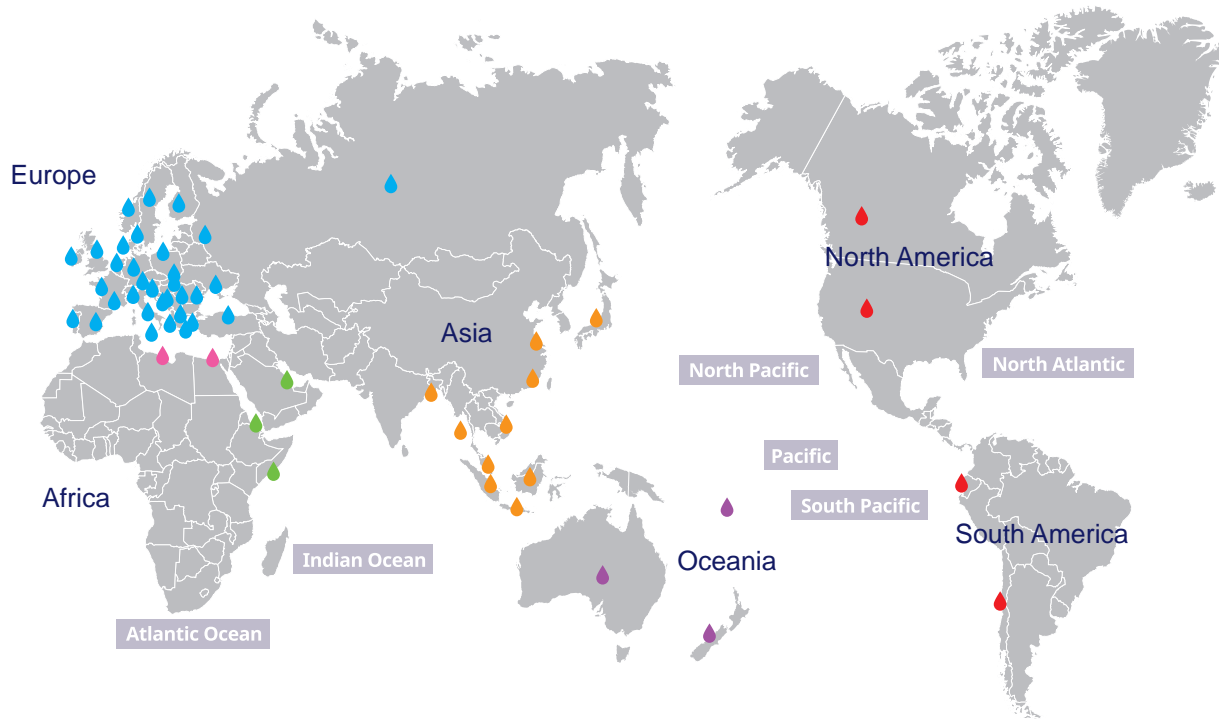 Europe
North America
Asia
North Pacific
North Atlantic
Pacific
Africa
South Pacific
South America
Indian Ocean
Oceania
Atlantic Ocean